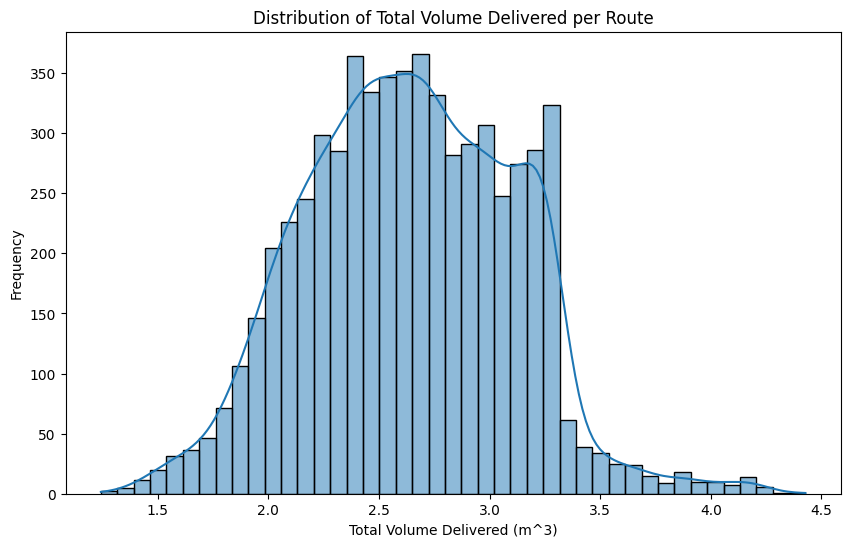 Distribution of Total Volume Delivered per Route
Frequency
350
300
250
200
150
100
50
0
1.5 2.0 2.5 3.0 3.5 4.0 4.5
Total Volume Delivered (m^3)